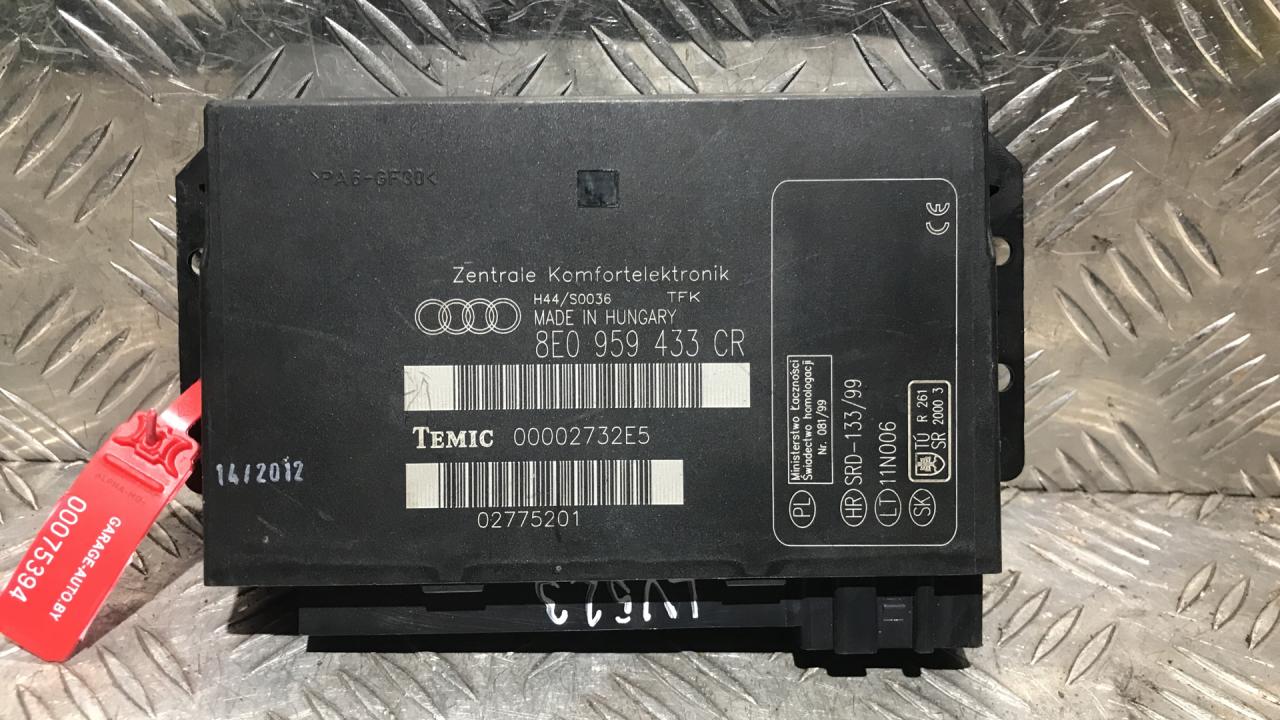 >PA6-GF30<
Zentrale Komfortelektronik
H44/S0036 TFK
MADE IN HUNGARY
8E0 959 433 CR
TEMIC 00002732E5
02775201
14/2012
CE
Ministerstwo Łączności
Świadectwo homologacji
Nr. 081/99
PL
HR SRD-133/99
LT 11N006
SK TÚ R 261
SR 2000 3
GARAGE-AUTO.BY
00075394